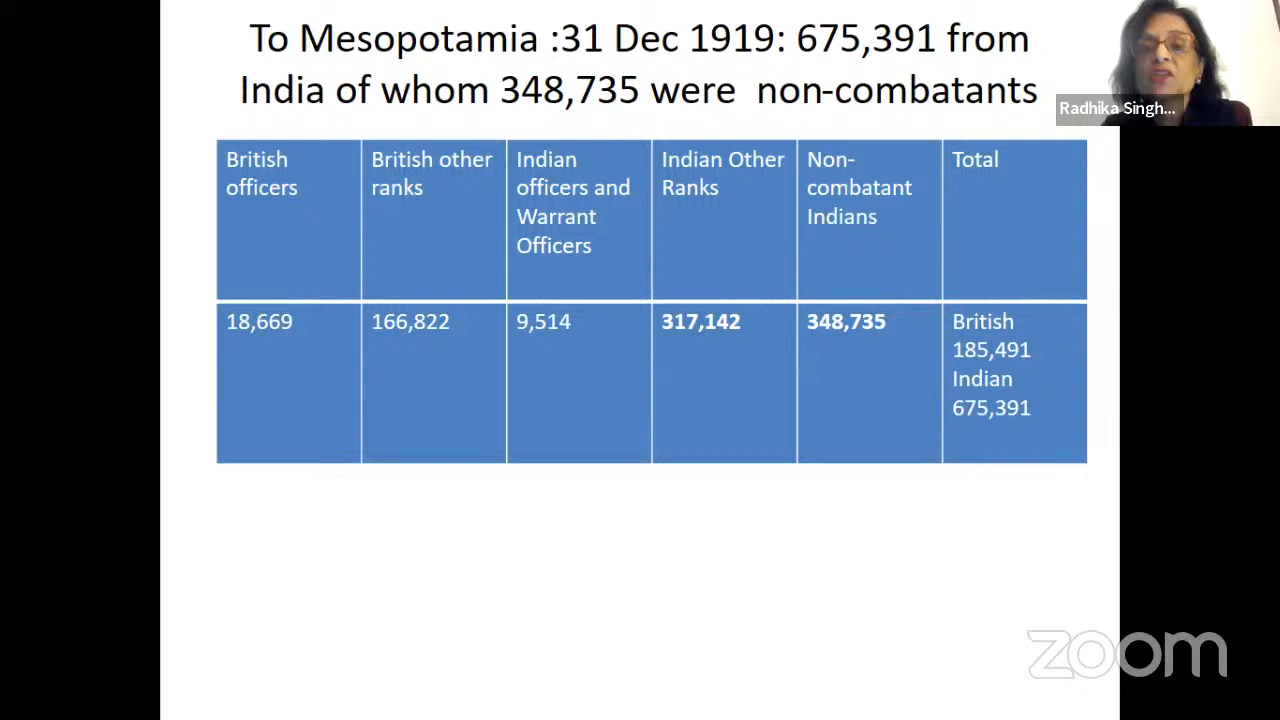 To Mesopotamia :31 Dec 1919: 675,391 from
India of whom 348,735 were non-combatants
Radhika Singh...
British
officers
British other
ranks
Indian
officers and
Warrant
Officers
Indian Other
Ranks
Non-
combatant
Indians
Total
18,669
166,822
9,514
317,142
348,735
British
185,491
Indian
675,391
zoom